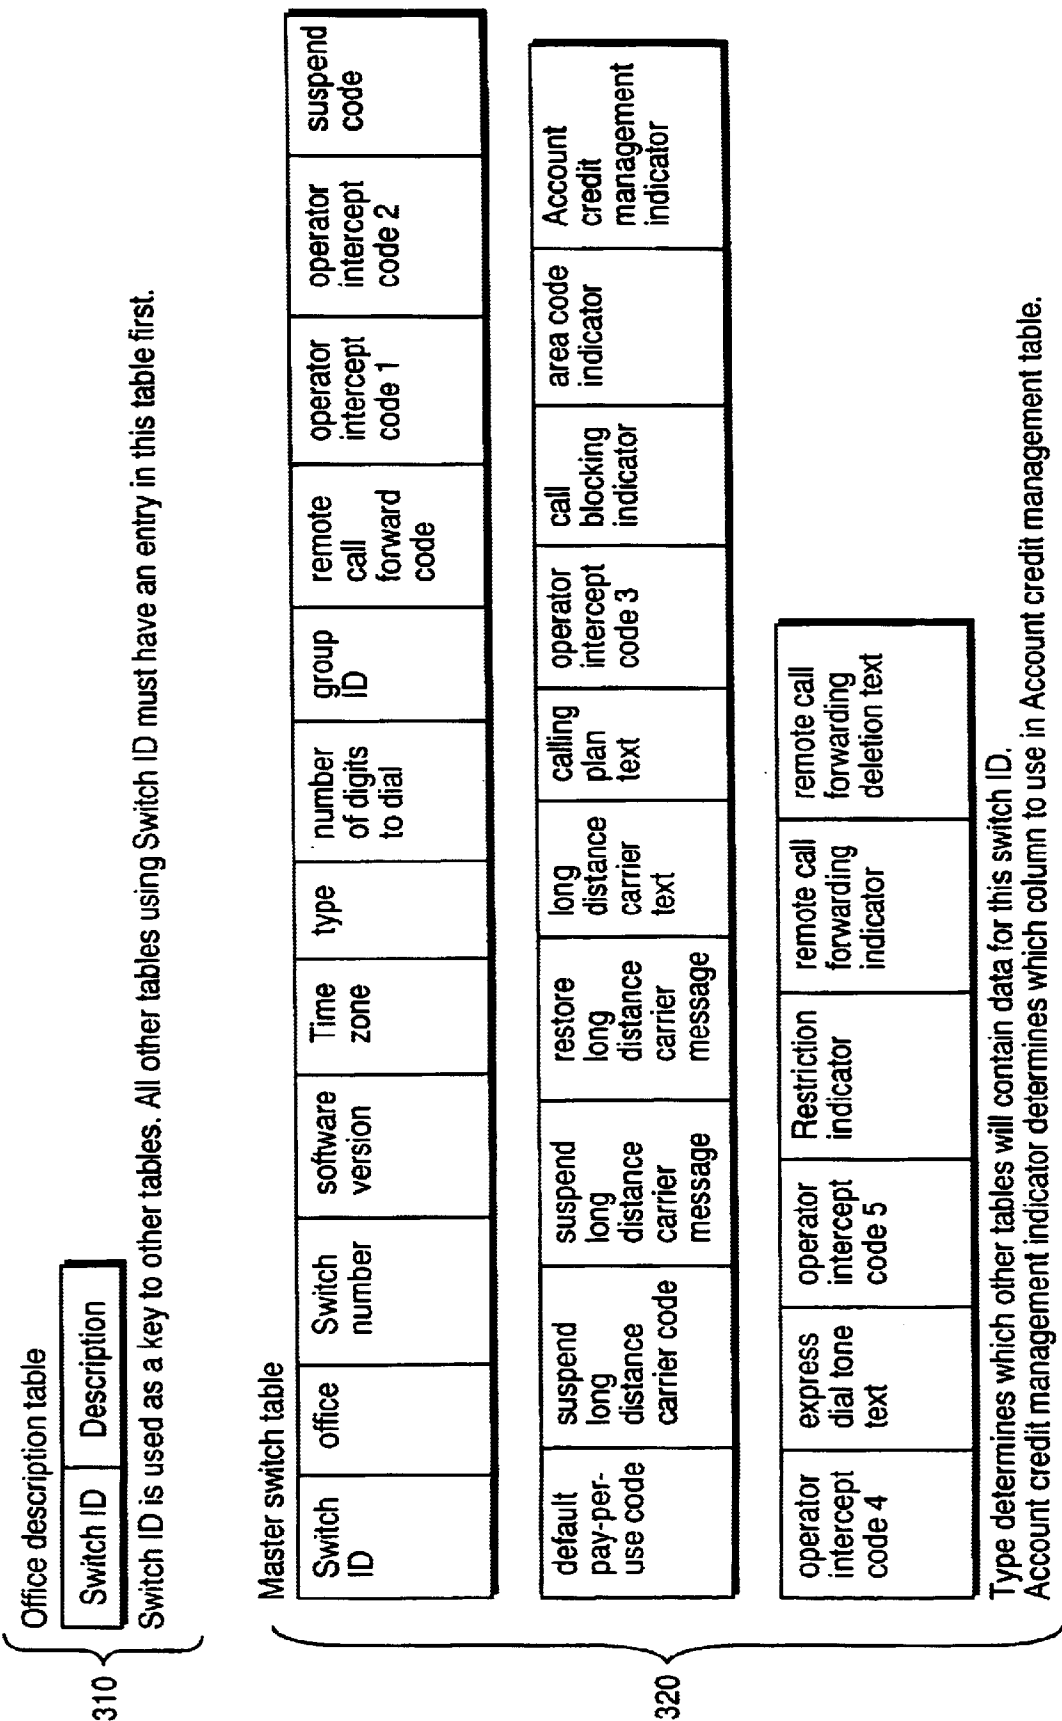 Office description table
Switch ID
Description
310
Switch ID is used as a key to other tables. All other tables using Switch ID must have an entry in this table first.
Master switch table
Switch
ID
office
Switch
number
software
version
Time
zone
type
number
of digits
to dial
group
ID
remote
call
forward
code
operator
intercept
code 1
operator
intercept
code 2
suspend
code
default
pay-per-
use code
suspend
long
distance
carrier code
suspend
long
distance
carrier
message
restore
long
distance
carrier
message
long
distance
carrier
text
calling
plan
text
operator
intercept
code 3
call
blocking
indicator
area code
indicator
Account
credit
management
indicator
320
operator
intercept
code 4
express
dial tone
text
operator
intercept
code 5
Restriction
indicator
remote call
forwarding
indicator
remote call
forwarding
deletion text
Type determines which other tables will contain data for this switch ID.
Account credit management indicator determines which column to use in Account credit management table.